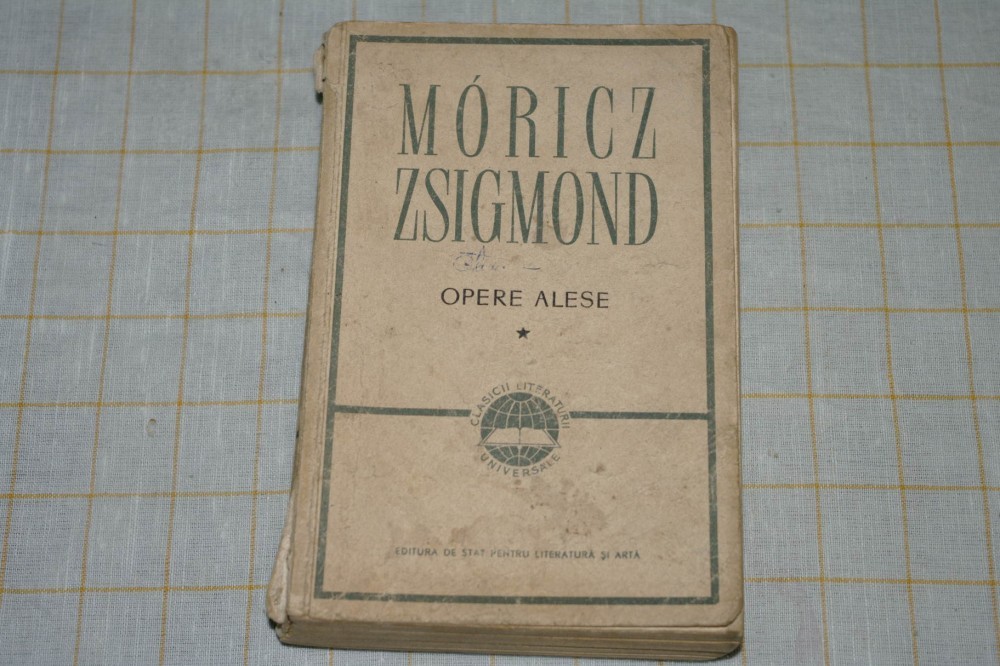 MÓRICZ
ZSIGMOND
OPERE ALESE
CLASICII LITERATURII
UNIVERSALE
EDITURA DE STAT PENTRU LITERATURĂ ȘI ARTĂ